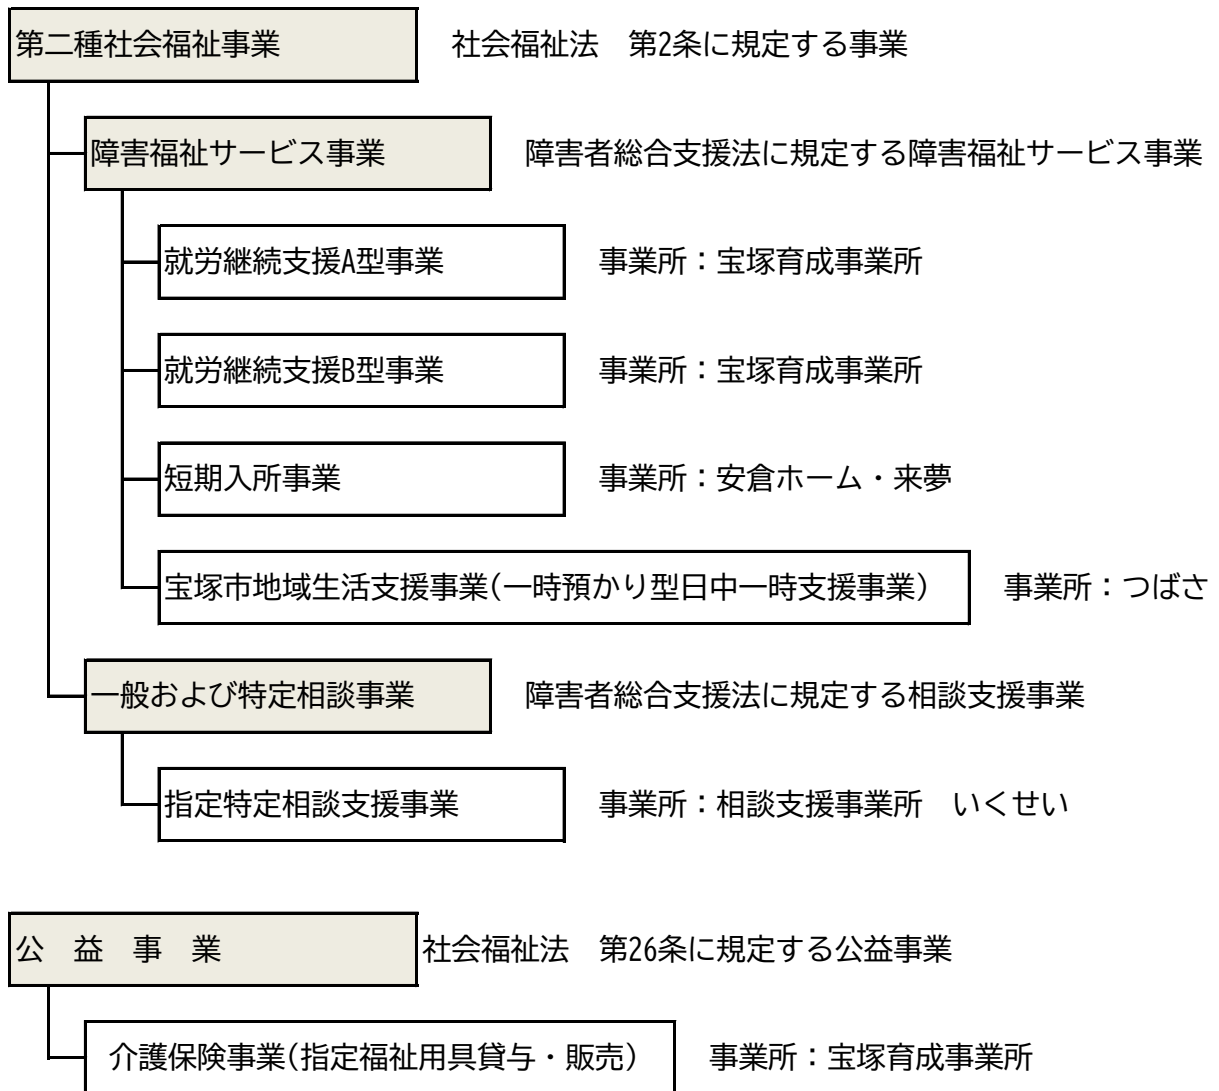 第二種社会福祉事業　社会福祉法　第2条に規定する事業
障害福祉サービス事業　障害者総合支援法に規定する障害福祉サービス事業
就労継続支援A型事業　事業所：宝塚育成事業所
就労継続支援B型事業　事業所：宝塚育成事業所
短期入所事業　事業所：安倉ホーム・来夢
宝塚市地域生活支援事業(一時預かり型日中一時支援事業)　事業所：つばさ
一般および特定相談事業　障害者総合支援法に規定する相談支援事業
指定特定相談支援事業　事業所：相談支援事業所　いくせい
公　益　事　業　社会福祉法　第26条に規定する公益事業
介護保険事業(指定福祉用具貸与・販売)　事業所：宝塚育成事業所